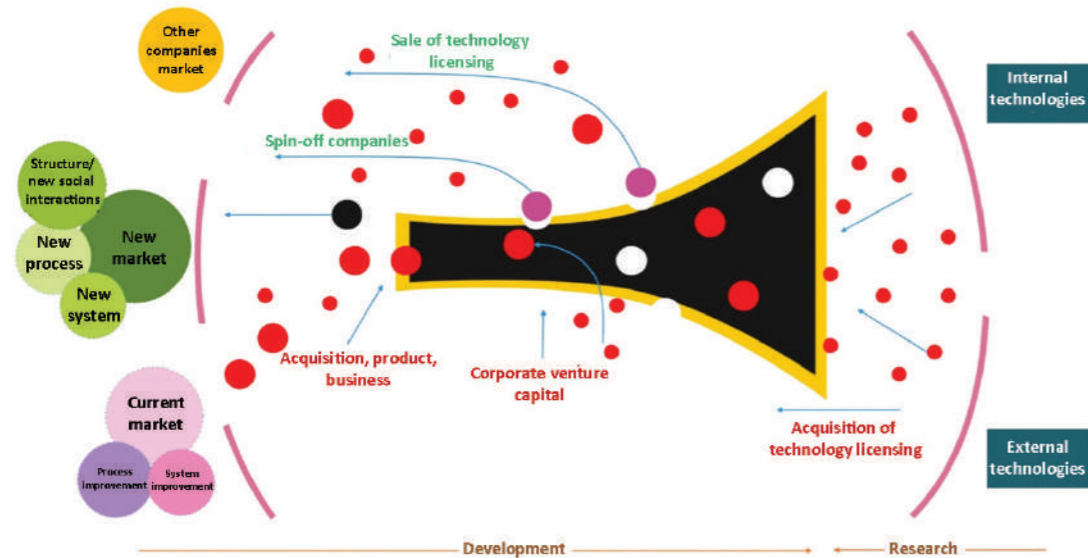 Other
companies
market
Sale of technology
licensing
Internal
technologies
Spin-off companies
Structure/
new social
interactions
New
process
New
market
New
system
Acquisition, product,
business
Corporate venture
capital
Current
market
Process
improvement
System
improvement
Acquisition of
technology licensing
External
technologies
Development
Research